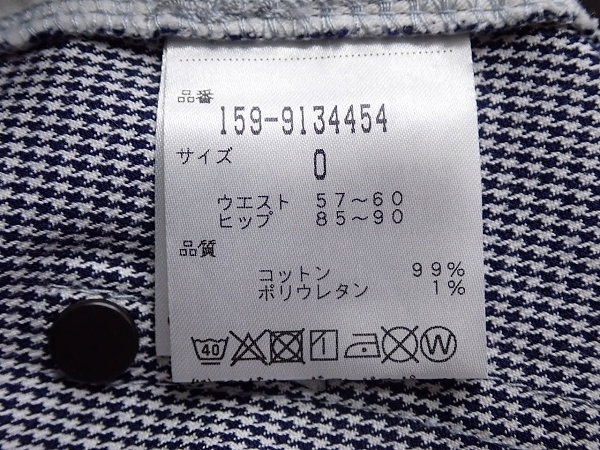 品番
159-9134454
サイズ
0
ウエスト 57～60
ヒップ 85～90
品質
コットン 99%
ポリウレタン 1%
40 W